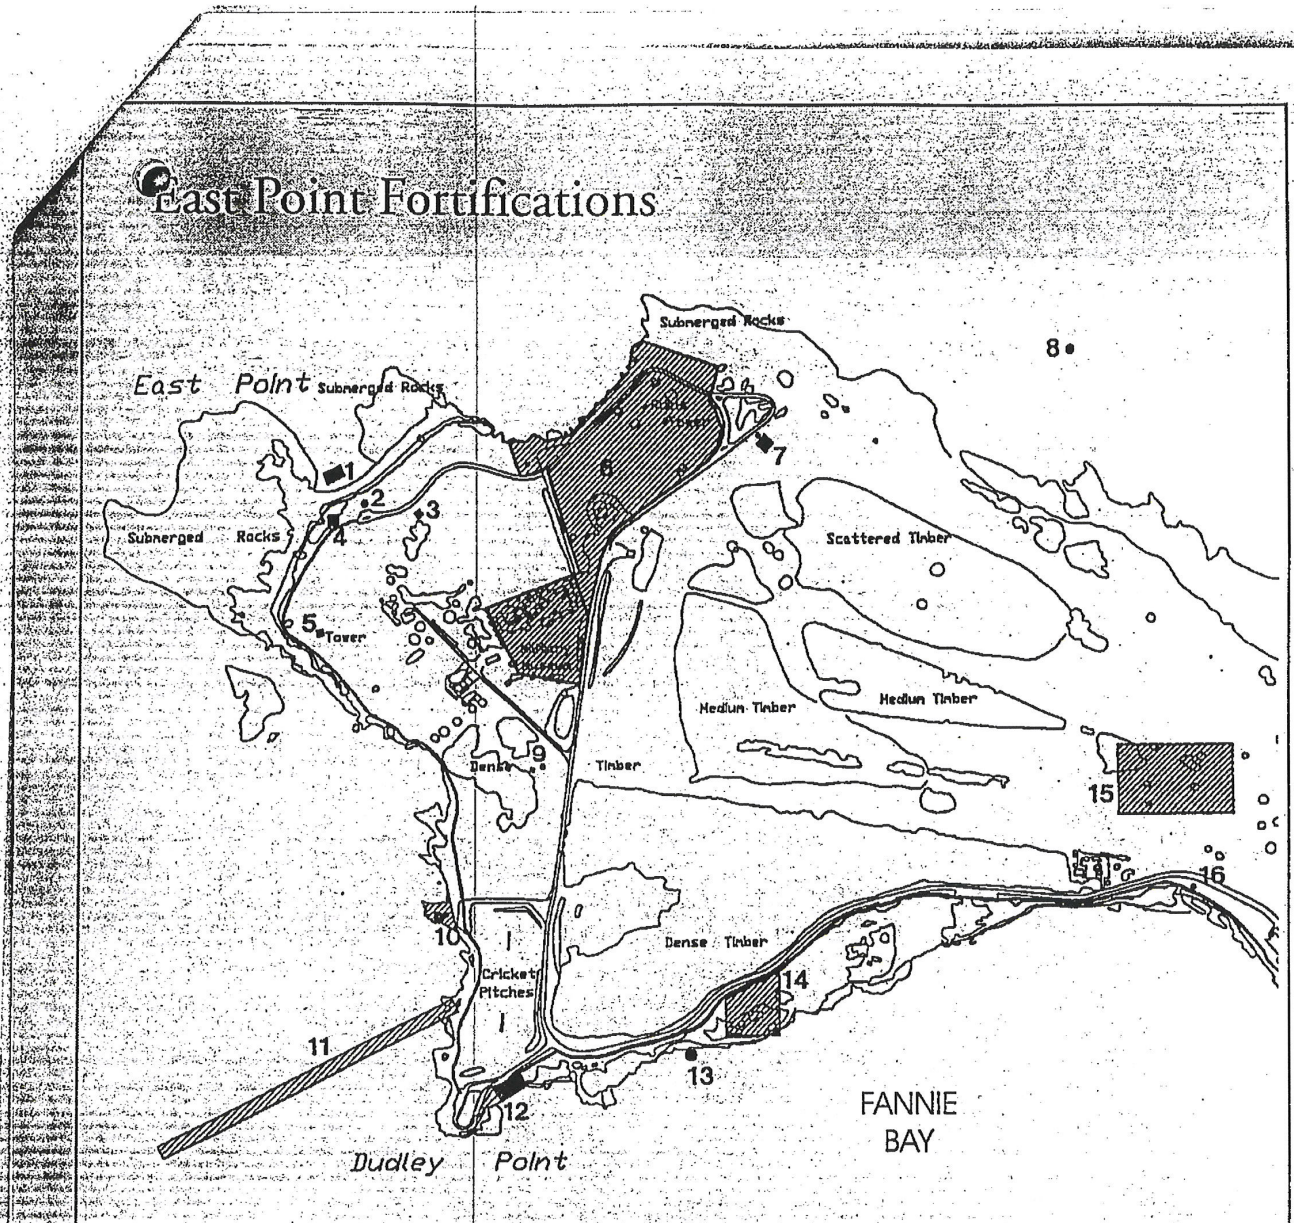 East Point Fortifications
Submerged Rocks
8
East Point
Submerged Rocks
6
7
1
2
3
4
Submerged Rocks
Scattered Timber
5
Tower
Medium Timber
Medium Timber
9
Dense
Timber
15
16
10
Dense Timber
Cricket
Pitches
14
11
13
12
FANNIE
BAY
Dudley Point